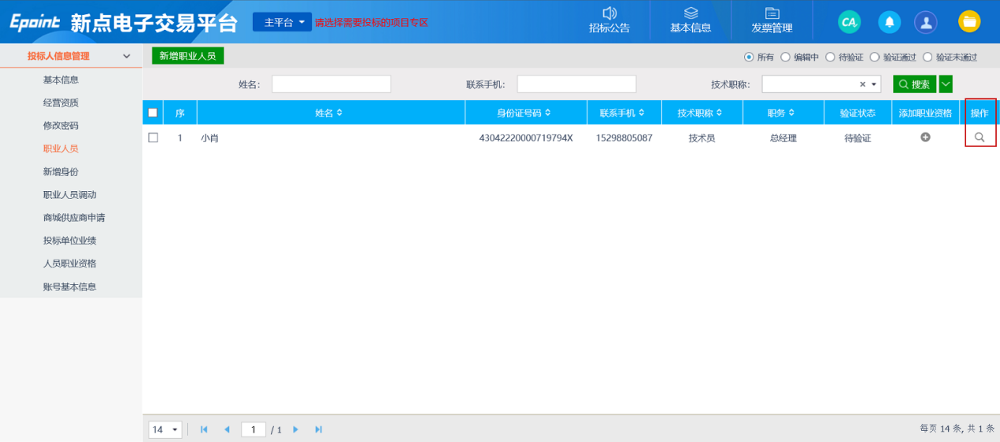 Epoint 新点电子交易平台 主平台 请选择需要投标的项目专区 招标公告 基本信息 发票管理 CA
投标人信息管理
基本信息
经营资质
修改密码
职业人员
新增身份
职业人员调动
商城供应商申请
投标单位业绩
人员职业资格
账号基本信息
新增职业人员 所有 编辑中 待验证 验证通过 验证未通过
姓名: 联系手机: 技术职称: 搜索
序 姓名 身份证号码 联系手机 技术职称 职务 验证状态 添加职业资格 操作
1 小肖 43042220000719794X 15298805087 技术员 总经理 待验证
14 1 / 1 每页 14 条, 共 1 条